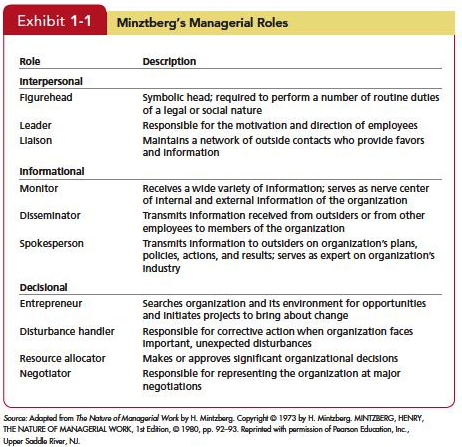 Exhibit 1-1 Minztberg's Managerial Roles
Role Description
Interpersonal
Figurehead Symbolic head; required to perform a number of routine duties
of a legal or social nature
Leader Responsible for the motivation and direction of employees
Liaison Maintains a network of outside contacts who provide favors
and information
Informational
Monitor Receives a wide variety of information; serves as nerve center
of internal and external information of the organization
Disseminator Transmits information received from outsiders or from other
employees to members of the organization
Spokesperson Transmits information to outsiders on organization's plans,
policies, actions, and results; serves as expert on organization's
industry
Decisional
Entrepreneur Searches organization and its environment for opportunities
and initiates projects to bring about change
Disturbance handler Responsible for corrective action when organization faces
important, unexpected disturbances
Resource allocator Makes or approves significant organizational decisions
Negotiator Responsible for representing the organization at major
negotiations
Source: Adapted from The Nature of Managerial Work by H. Mintzberg. Copyright © 1973 by H. Mintzberg. MINTZBERG, HENRY,
THE NATURE OF MANAGERIAL WORK, 1st Edition, © 1980, pp. 92–93. Reprinted with permission of Pearson Education, Inc.,
Upper Saddle River, NJ.